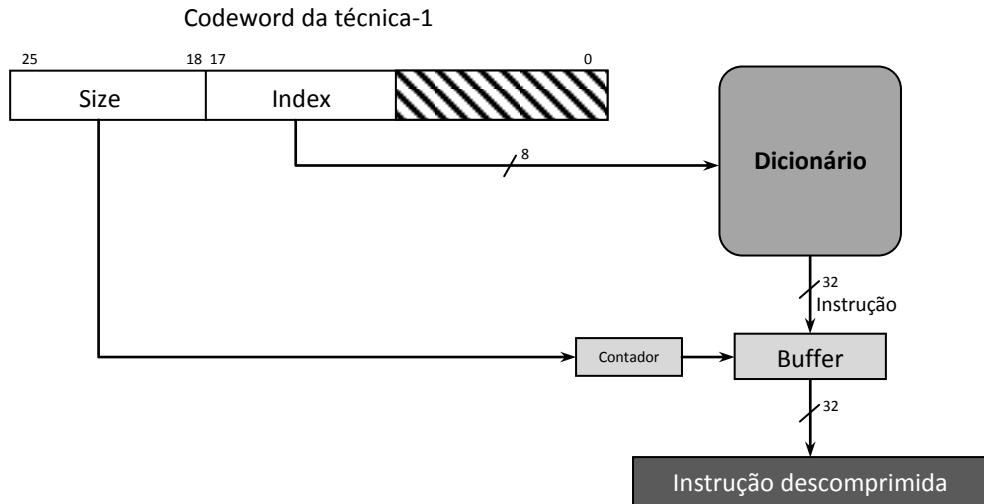 Codeword da técnica-1
25 18 17 0
Size Index
8
Dicionário
32
Instrução
Contador
Buffer
32
Instrução descomprimida